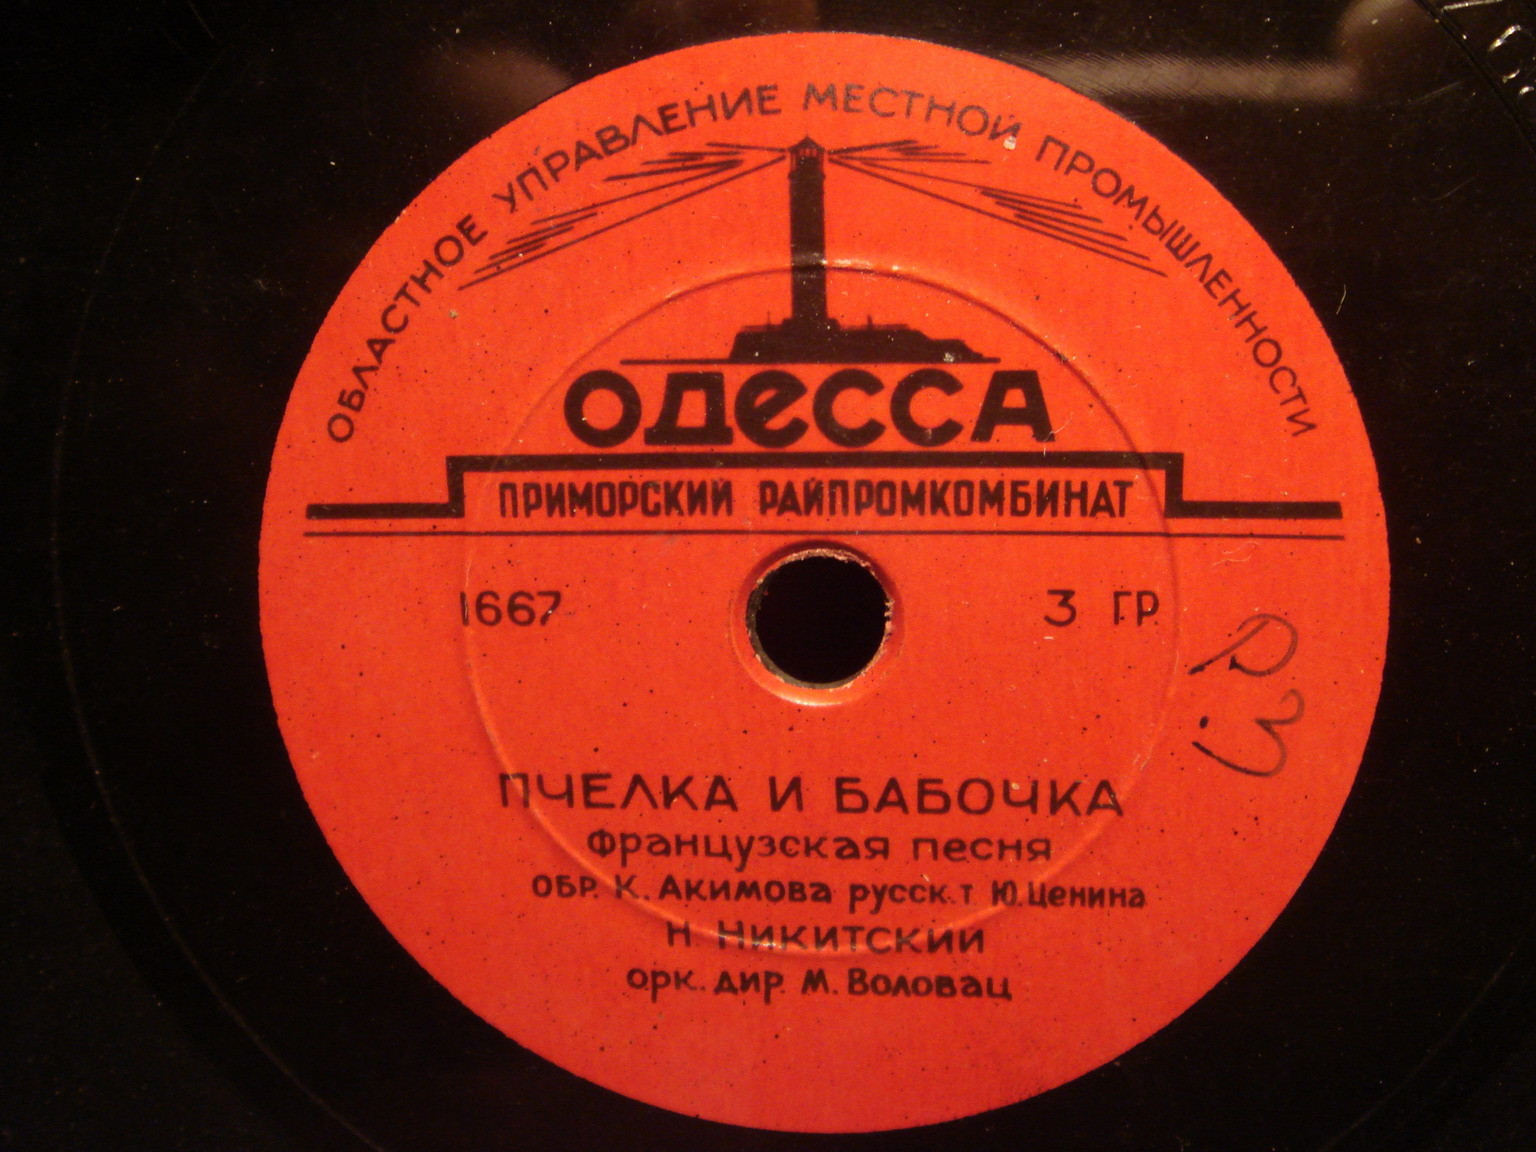 ОБЛАСТНОЕ УПРАВЛЕНИЕ МЕСТНОЙ ПРОМЫШЛЕННОСТИ
ОДЕССА
ПРИМОРСКИЙ РАЙПРОМКОМБИНАТ
1667 3 ГР
ПЧЕЛКА И БАБОЧКА
Французская песня
ОБР. К. АКИМОВА русск. т Ю. Ценина
Н. Никитский
орк. дир. М. Воловац